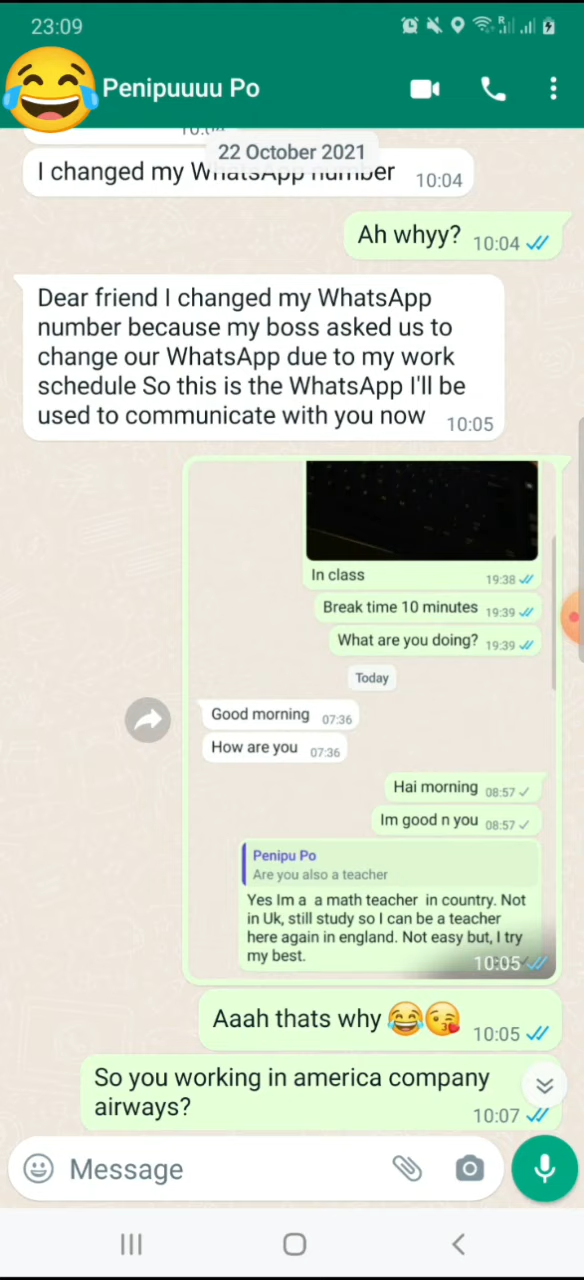 23:09
Penipuuuu Po
22 October 2021
I changed my WhatsApp number 10:04
Ah whyy? 10:04
Dear friend I changed my WhatsApp
number because my boss asked us to
change our WhatsApp due to my work
schedule So this is the WhatsApp I'll be
used to communicate with you now 10:05
In class 19:38
Break time 10 minutes 19:39
What are you doing? 19:39
Today
Good morning 07:36
How are you 07:36
Hai morning 08:57
Im good n you 08:57
Penipu Po
Are you also a teacher
Yes Im a a math teacher in country. Not
in Uk, still study so I can be a teacher
here again in england. Not easy but, I try
my best.
10:05
Aaah thats why 😂😘 10:05
So you working in america company
airways? 10:07
Message